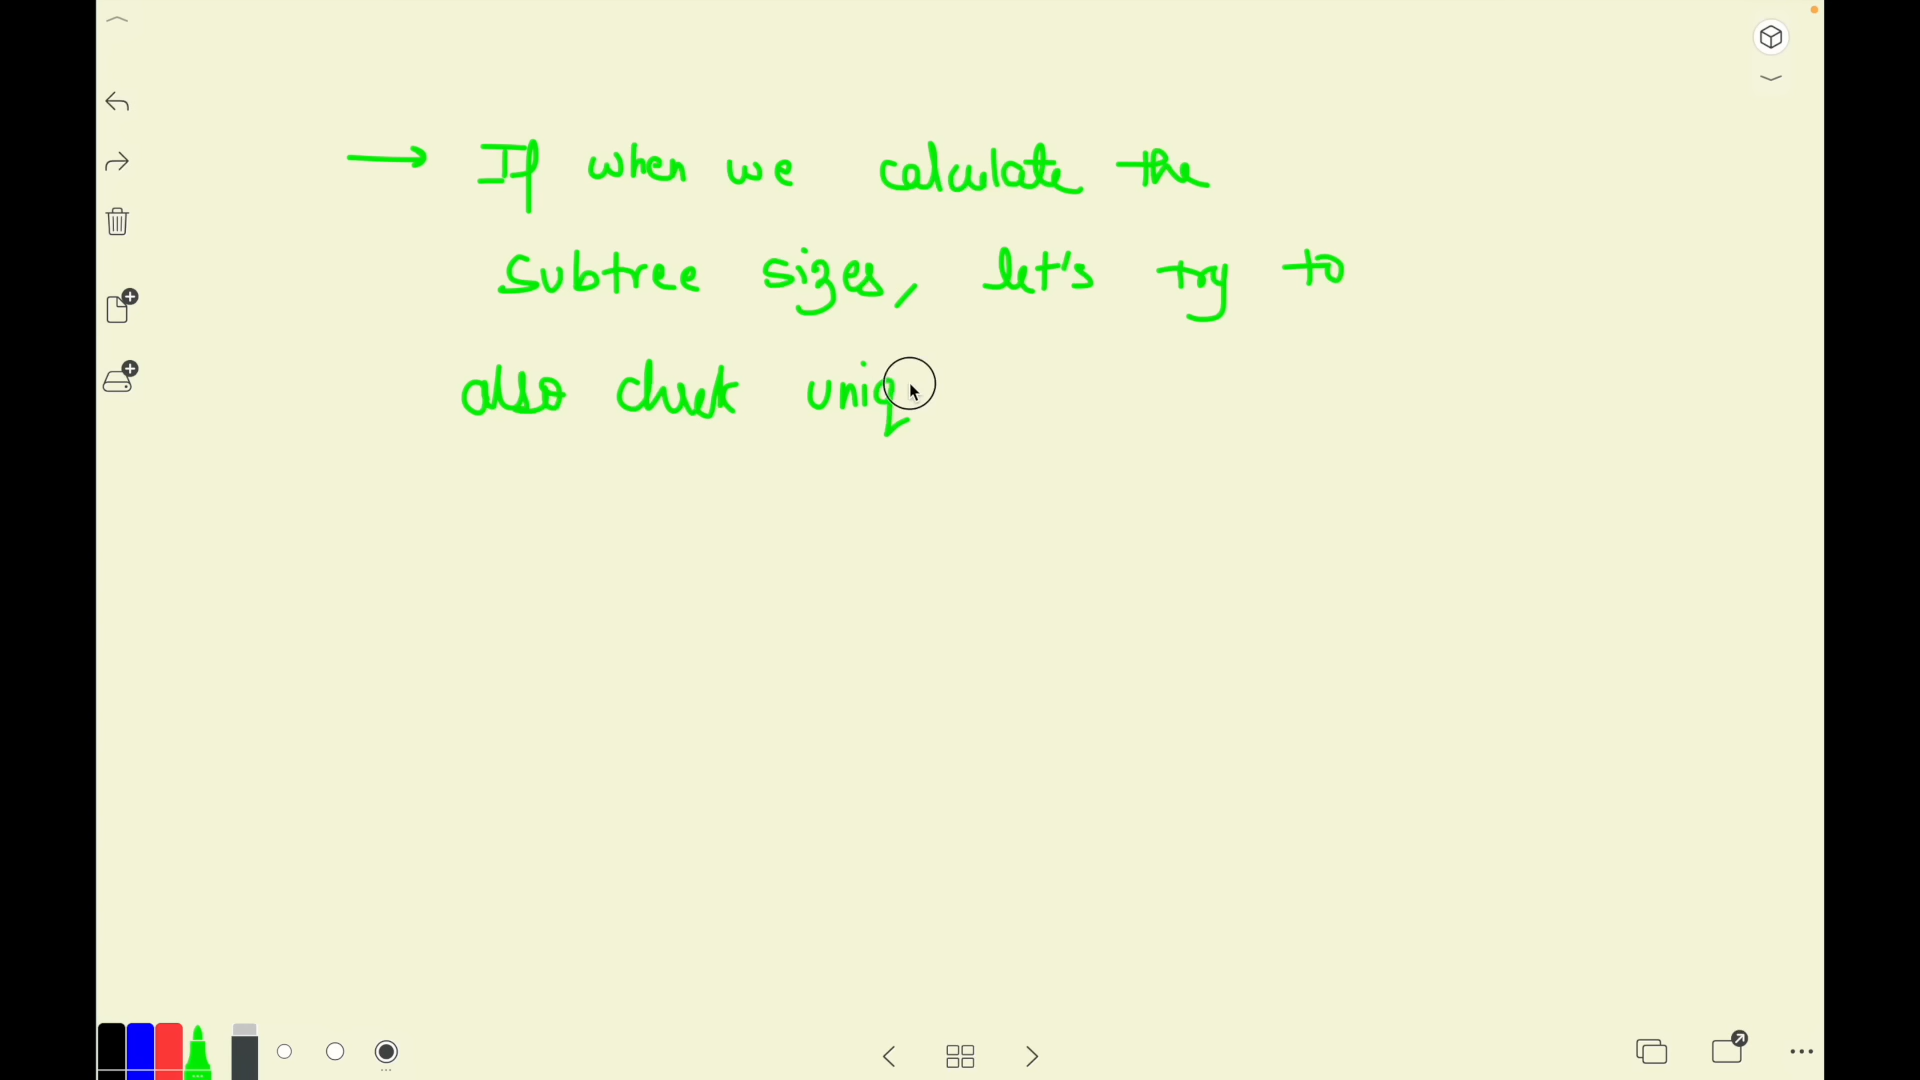 → If when we calculate the
subtree sizes, let's try to
also check uniq